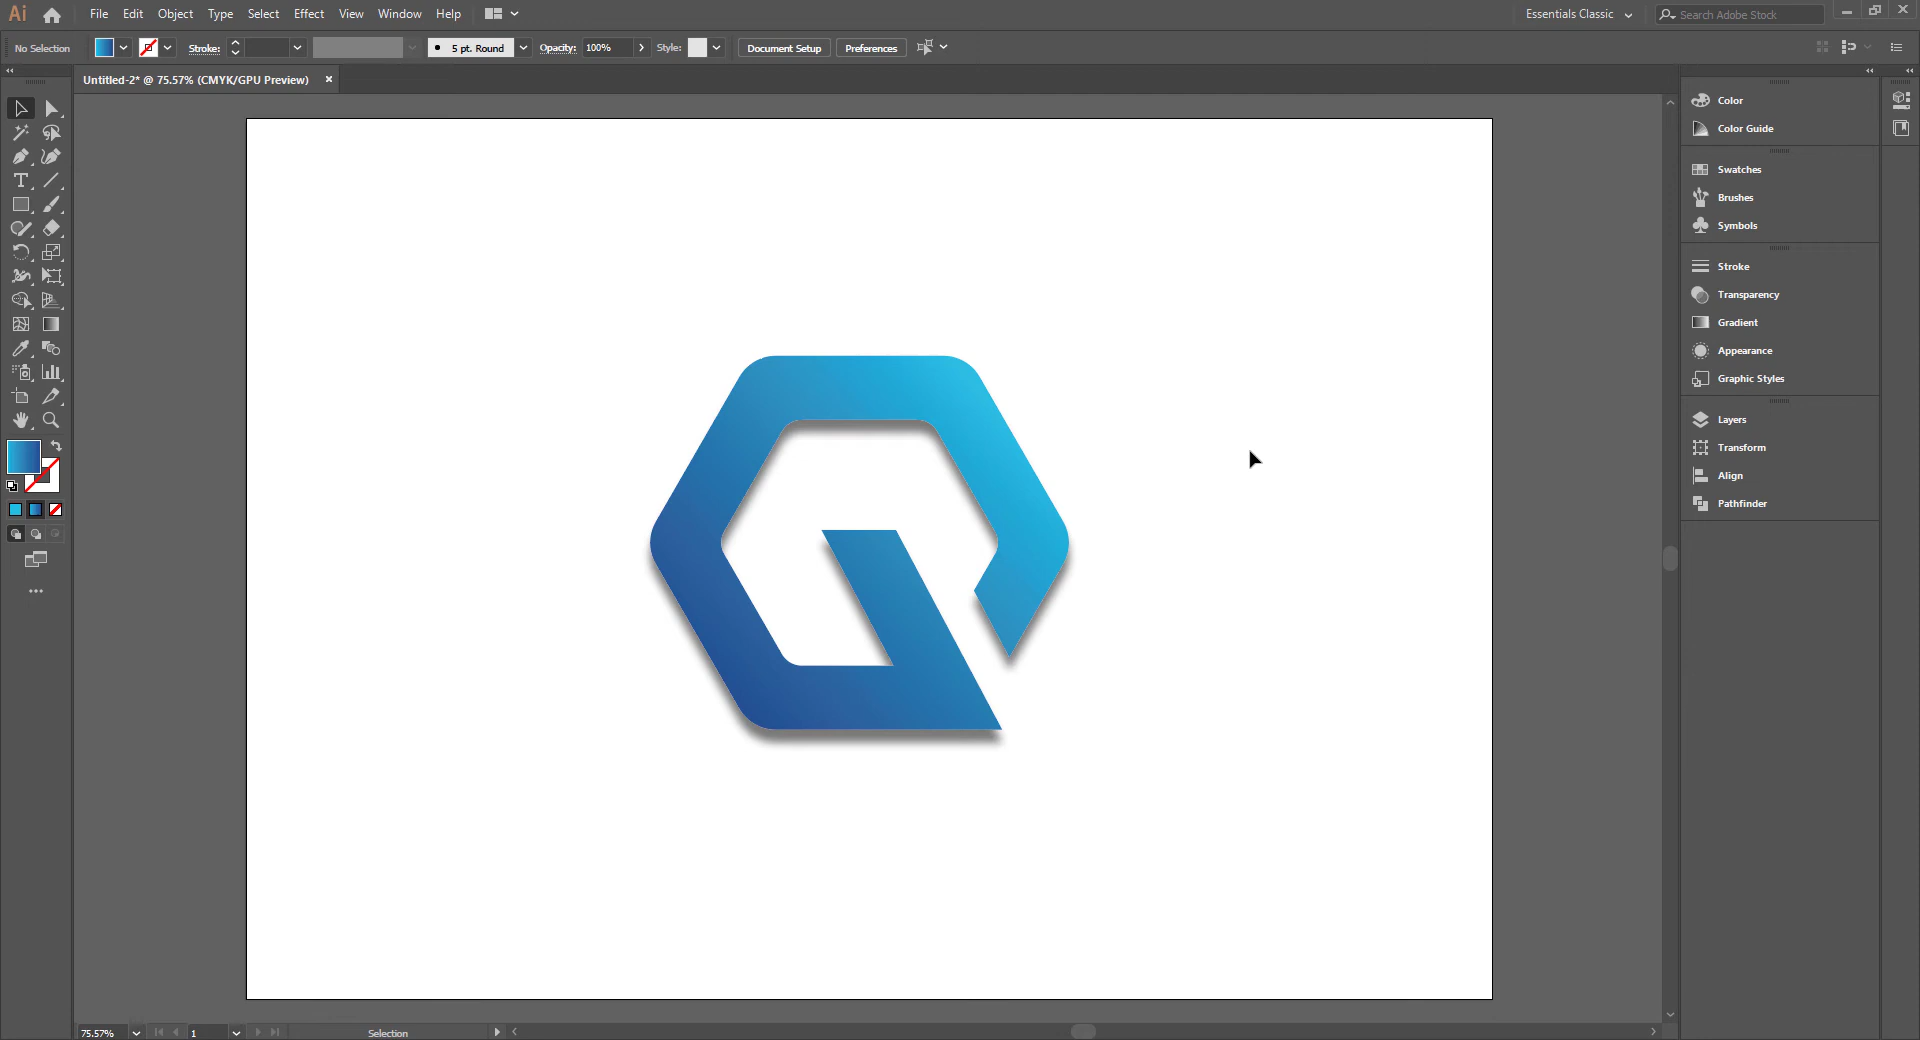 Ai File Edit Object Type Select Effect View Window Help Essentials Classic Search Adobe Stock
No Selection Stroke: 5 pt. Round Opacity: 100% Style: Document Setup Preferences
Untitled-2* @ 75.57% (CMYK/GPU Preview) ×
Color
Color Guide
Swatches
Brushes
Symbols
Stroke
Transparency
Gradient
Appearance
Graphic Styles
Layers
Transform
Align
Pathfinder
75.57% 1 Selection